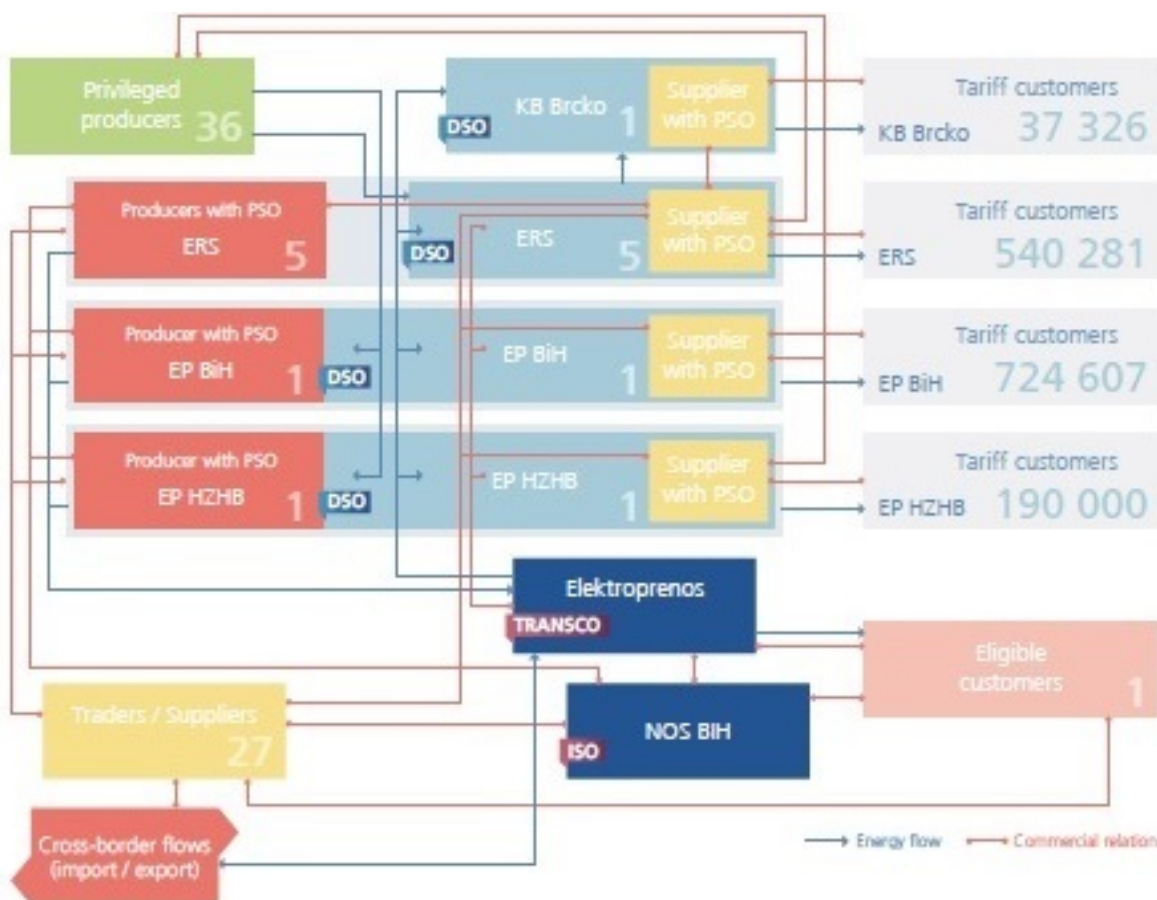 Privileged
producers 36
KB Brcko 1
DSO
Supplier
with PSO
Tariff customers
KB Brcko 37 326
Producers with PSO
ERS 5
DSO
ERS 5
Supplier
with PSO
Tariff customers
ERS 540 281
Producer with PSO
EP BiH 1
DSO
EP BiH 1
Supplier
with PSO
Tariff customers
EP BiH 724 607
Producer with PSO
EP HZHB 1
DSO
EP HZHB 1
Supplier
with PSO
Tariff customers
EP HZHB 190 000
Elektroprenos
TRANSCO
Eligible
customers 1
Traders / Suppliers
27
NOS BIH
ISO
Cross-border flows
(import / export)
Energy flow
Commercial relation